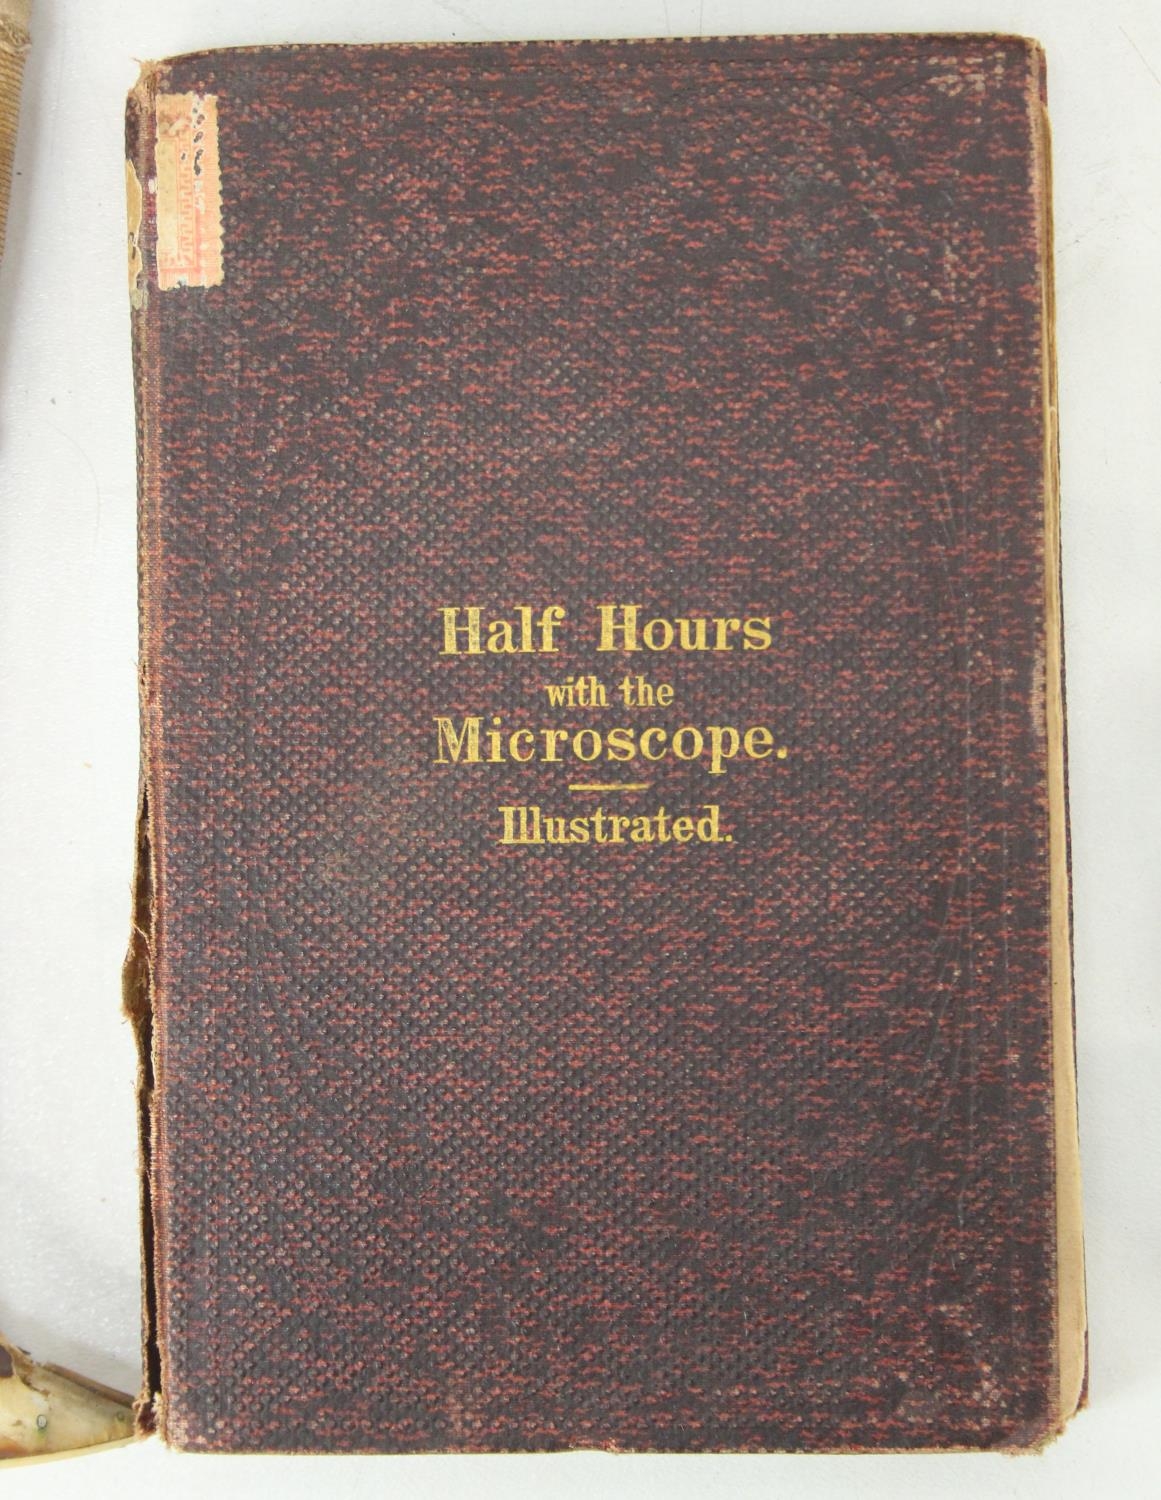 Half Hours
with the
Microscope.
Illustrated.